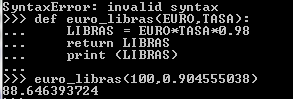 SyntaxError: invalid syntax
>>> def euro_libras(EURO,TASA):
...     LIBRAS = EURO*TASA*0.98
...     return LIBRAS
...     print (LIBRAS)
...
>>> euro_libras(100,0.904555038)
88.646393724